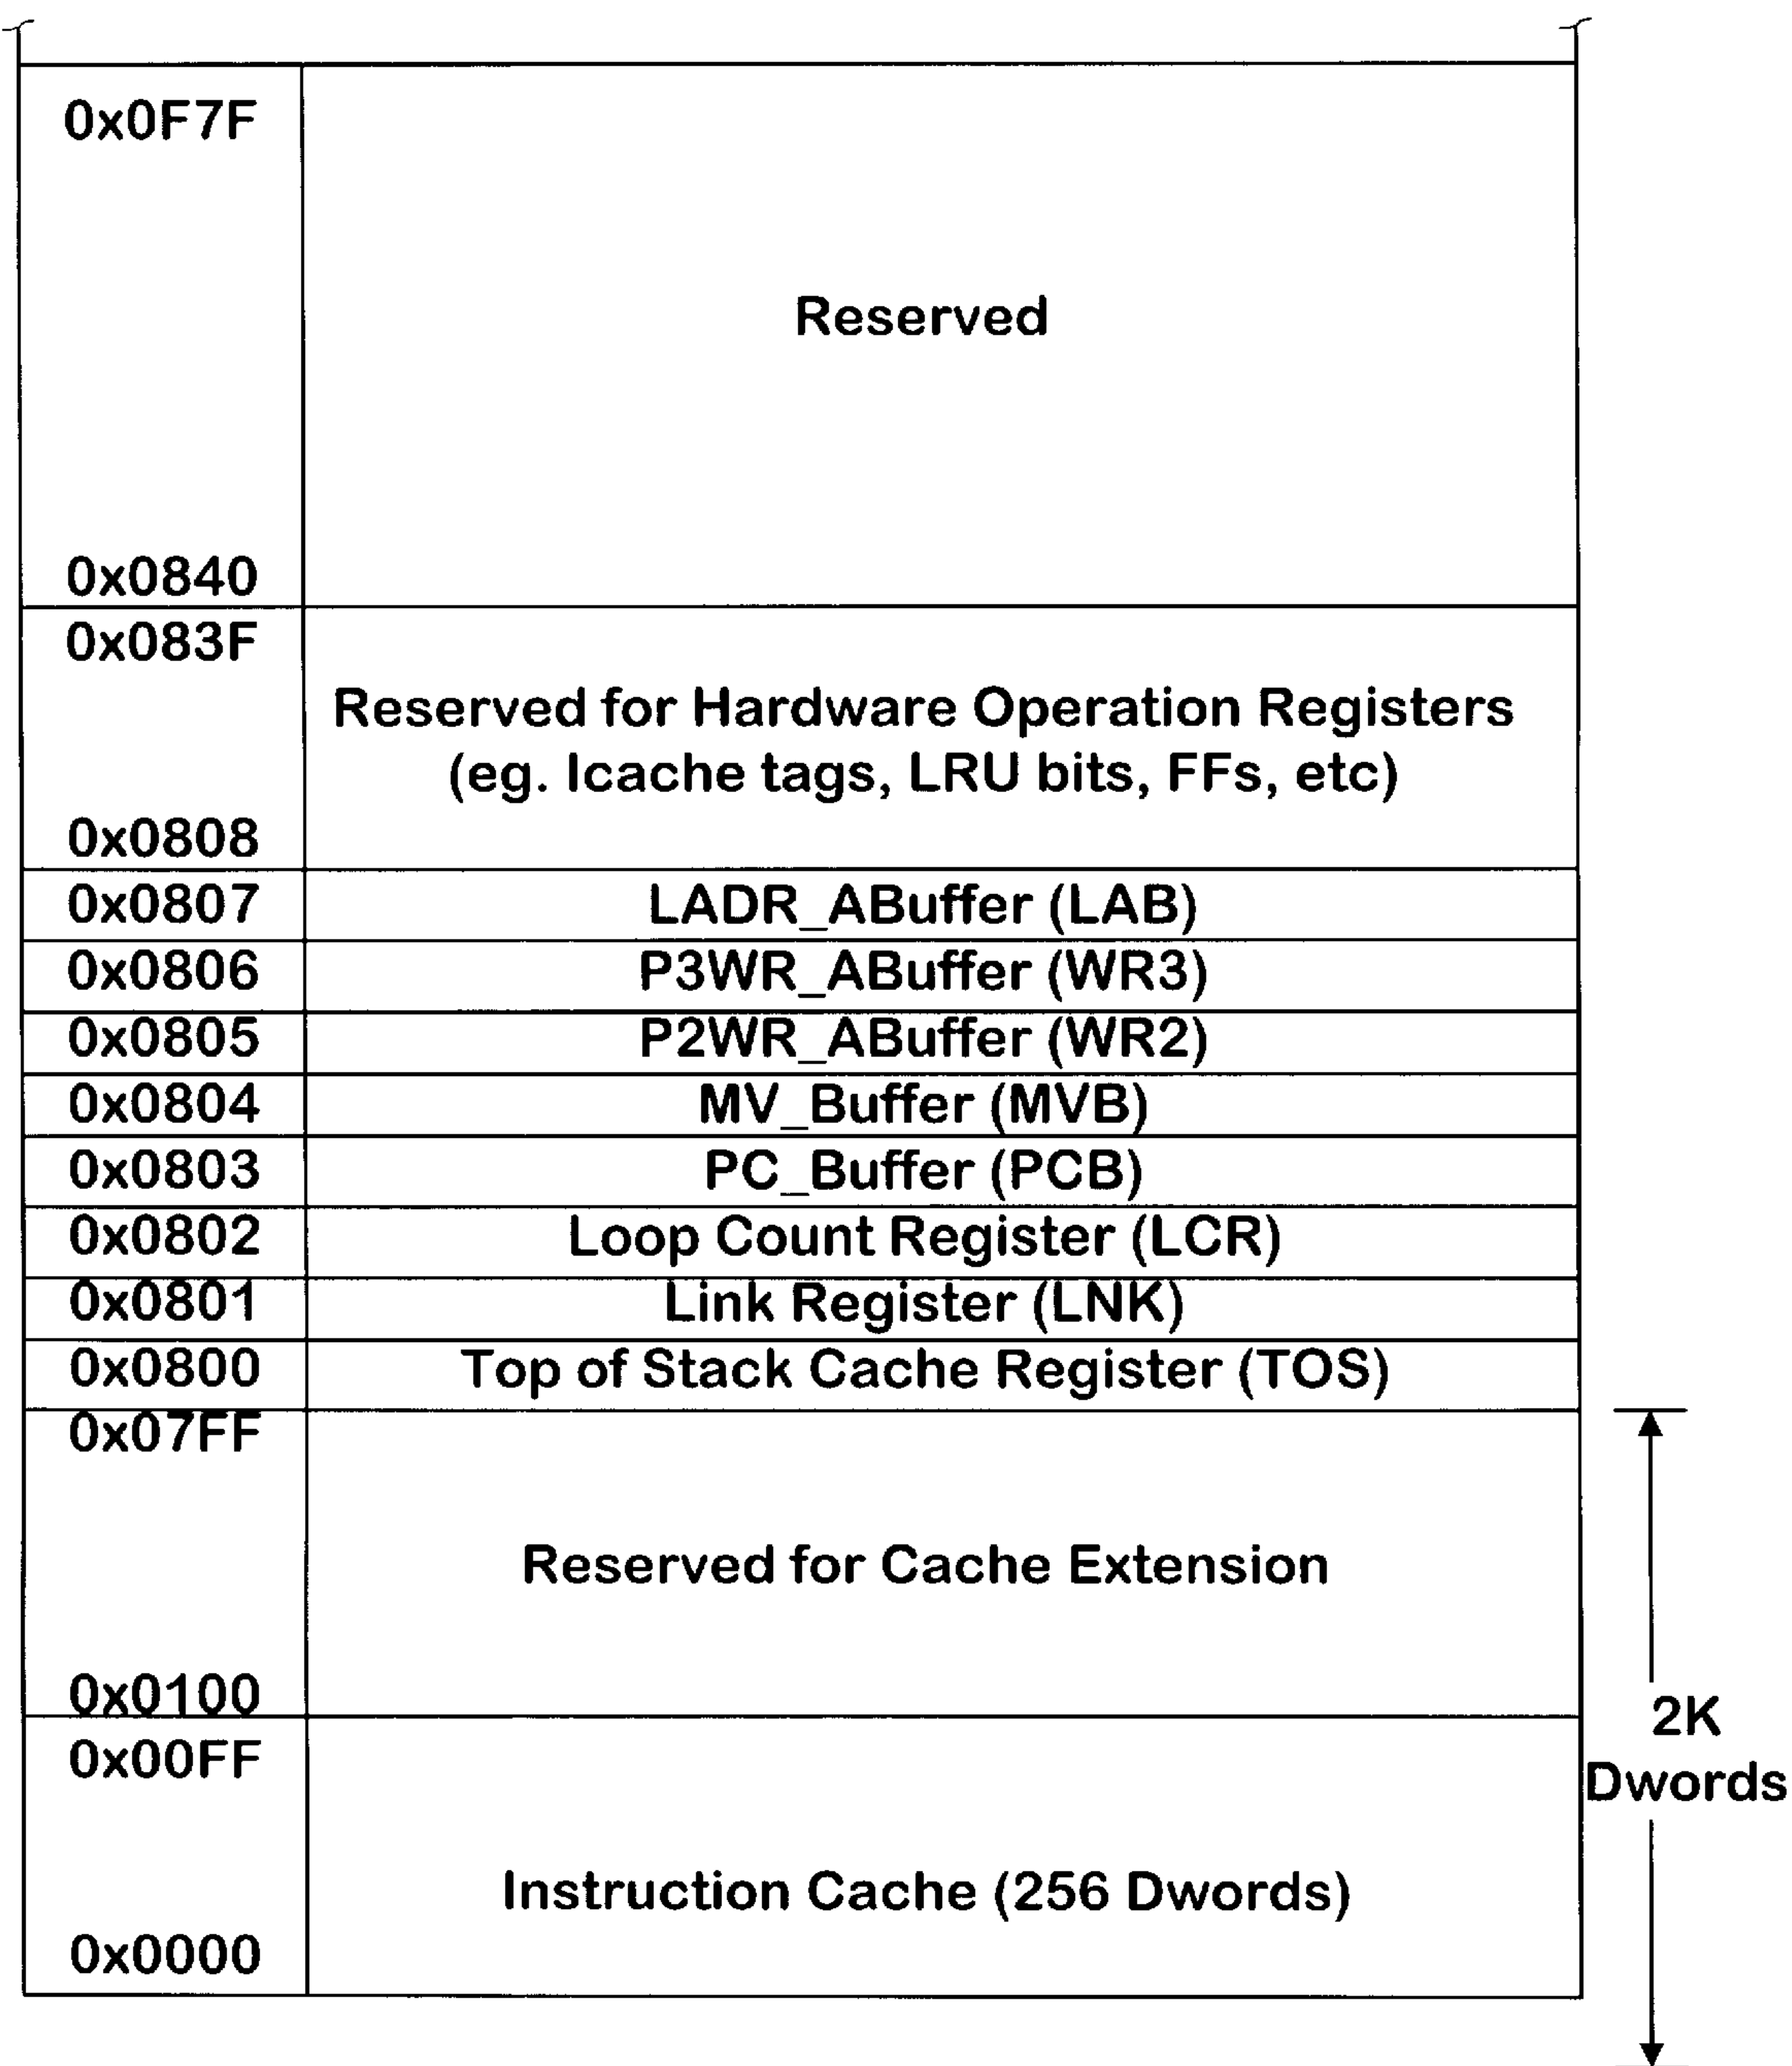 0x0F7F
Reserved
0x0840
0x083F
Reserved for Hardware Operation Registers
(eg. Icache tags, LRU bits, FFs, etc)
0x0808
0x0807 LADR_ABuffer (LAB)
0x0806 P3WR_ABuffer (WR3)
0x0805 P2WR_ABuffer (WR2)
0x0804 MV_Buffer (MVB)
0x0803 PC_Buffer (PCB)
0x0802 Loop Count Register (LCR)
0x0801 Link Register (LNK)
0x0800 Top of Stack Cache Register (TOS)
0x07FF
Reserved for Cache Extension
0x0100
2K
Dwords
0x00FF
Instruction Cache (256 Dwords)
0x0000